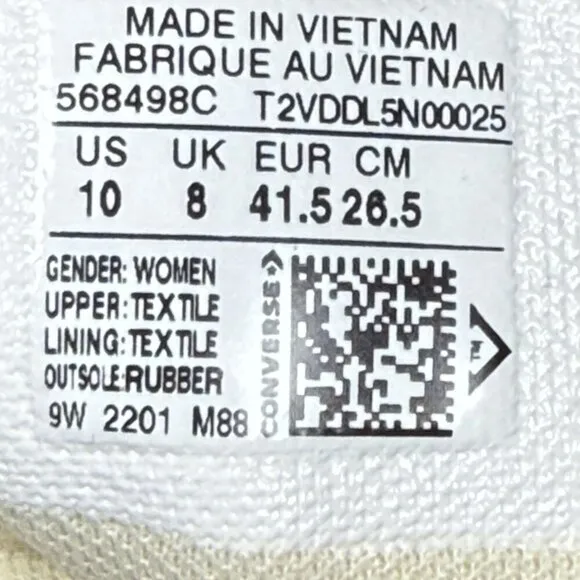 MADE IN VIETNAM
FABRIQUE AU VIETNAM
568498C T2VDDL5N00025
US UK EUR CM
10 8 41.5 26.5
GENDER: WOMEN
UPPER:TEXTILE
LINING:TEXTILE
OUTSOLE:RUBBER
9W 2201 M88
CONVERSE